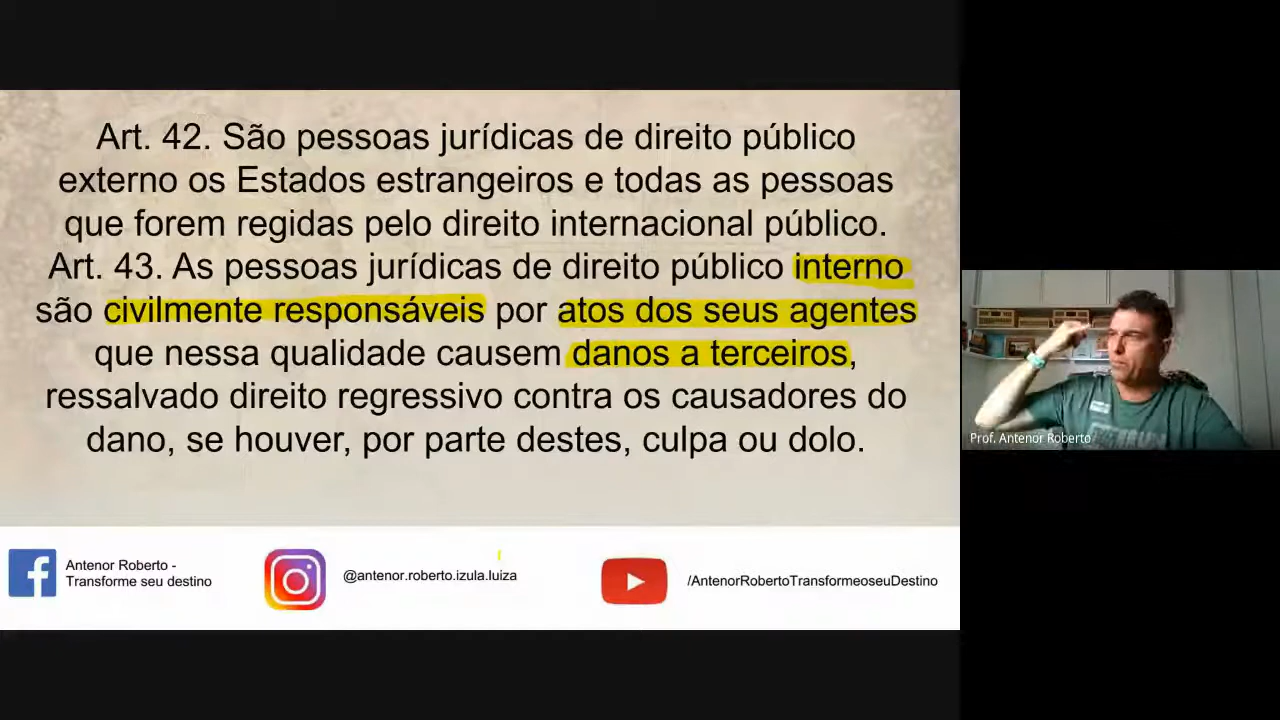 Art. 42. São pessoas jurídicas de direito público
externo os Estados estrangeiros e todas as pessoas
que forem regidas pelo direito internacional público.
Art. 43. As pessoas jurídicas de direito público interno
são civilmente responsáveis por atos dos seus agentes
que nessa qualidade causem danos a terceiros,
ressalvado direito regressivo contra os causadores do
dano, se houver, por parte destes, culpa ou dolo.
Prof. Antenor Roberto
Antenor Roberto -
Transforme seu destino
@antenor.roberto.izula.luiza
/AntenorRobertoTransformeoseuDestino